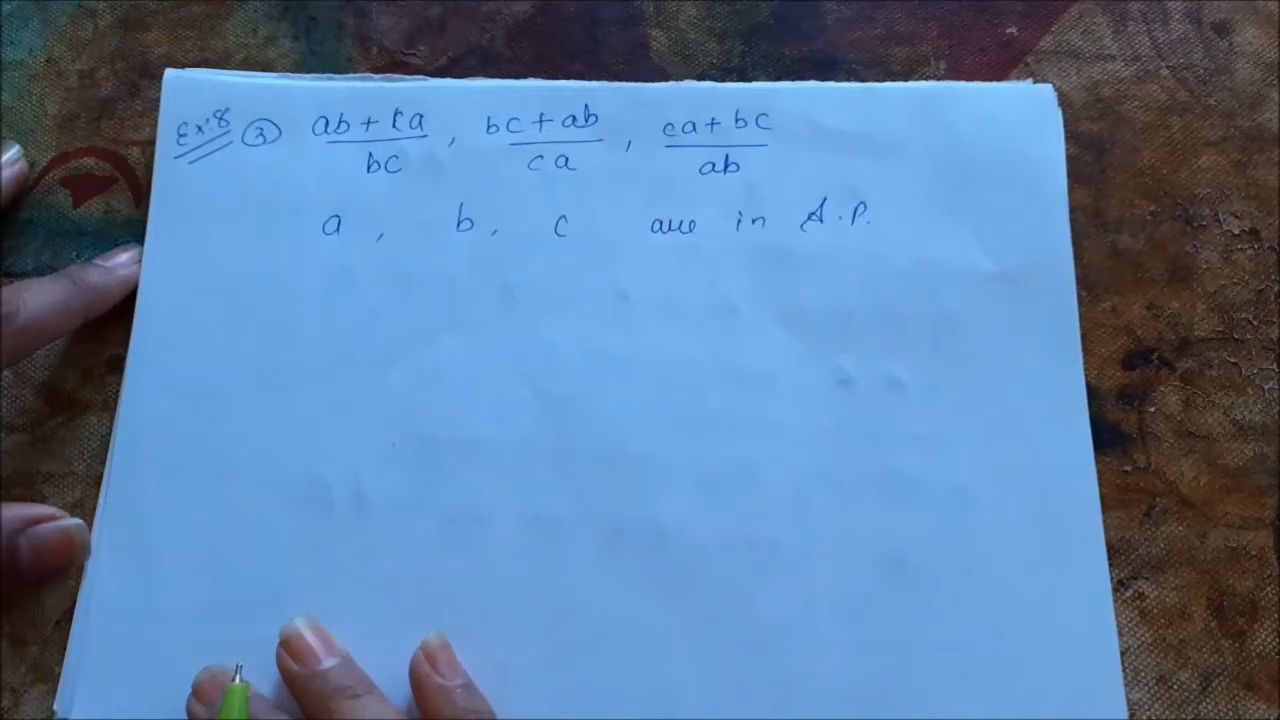 Ex:8 ③ ab + ca / bc , bc + ab / ca , ca + bc / ab
a , b , c are in A.P.